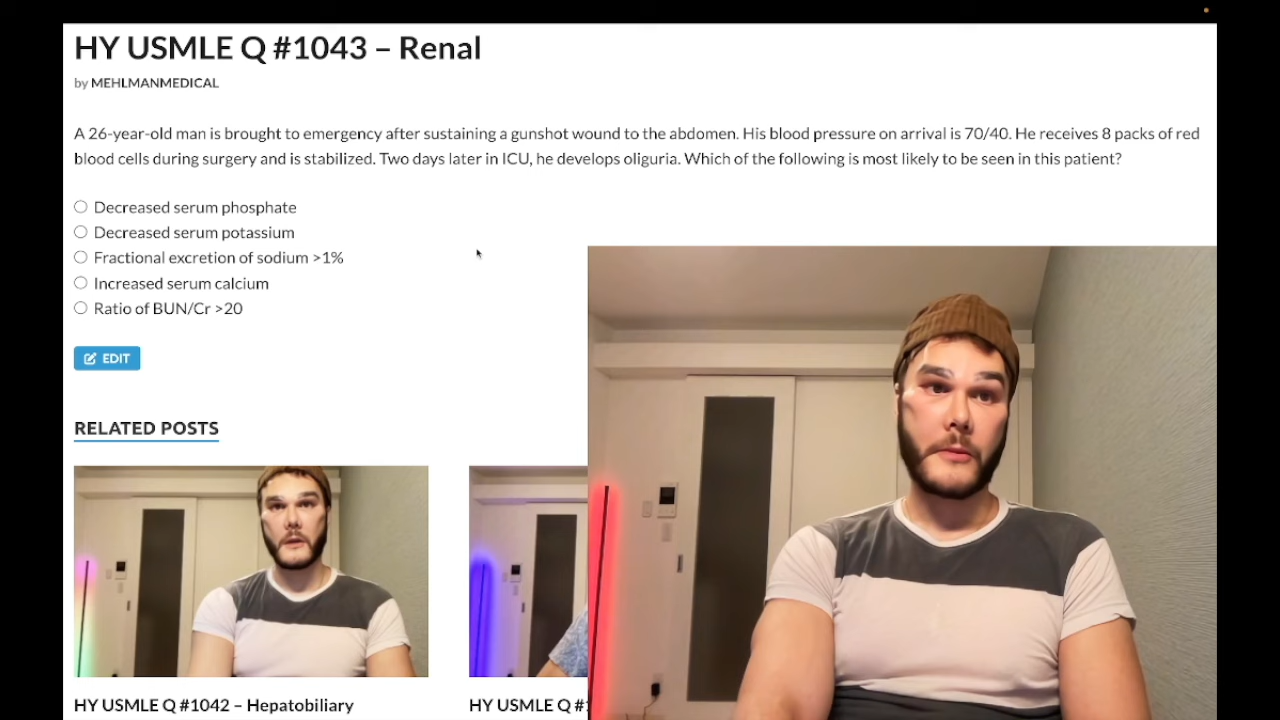 HY USMLE Q #1043 – Renal
by MEHLMANMEDICAL
A 26-year-old man is brought to emergency after sustaining a gunshot wound to the abdomen. His blood pressure on arrival is 70/40. He receives 8 packs of red
blood cells during surgery and is stabilized. Two days later in ICU, he develops oliguria. Which of the following is most likely to be seen in this patient?
Decreased serum phosphate
Decreased serum potassium
Fractional excretion of sodium >1%
Increased serum calcium
Ratio of BUN/Cr >20
EDIT
RELATED POSTS
HY USMLE Q #1042 – Hepatobiliary
HY USMLE Q #1